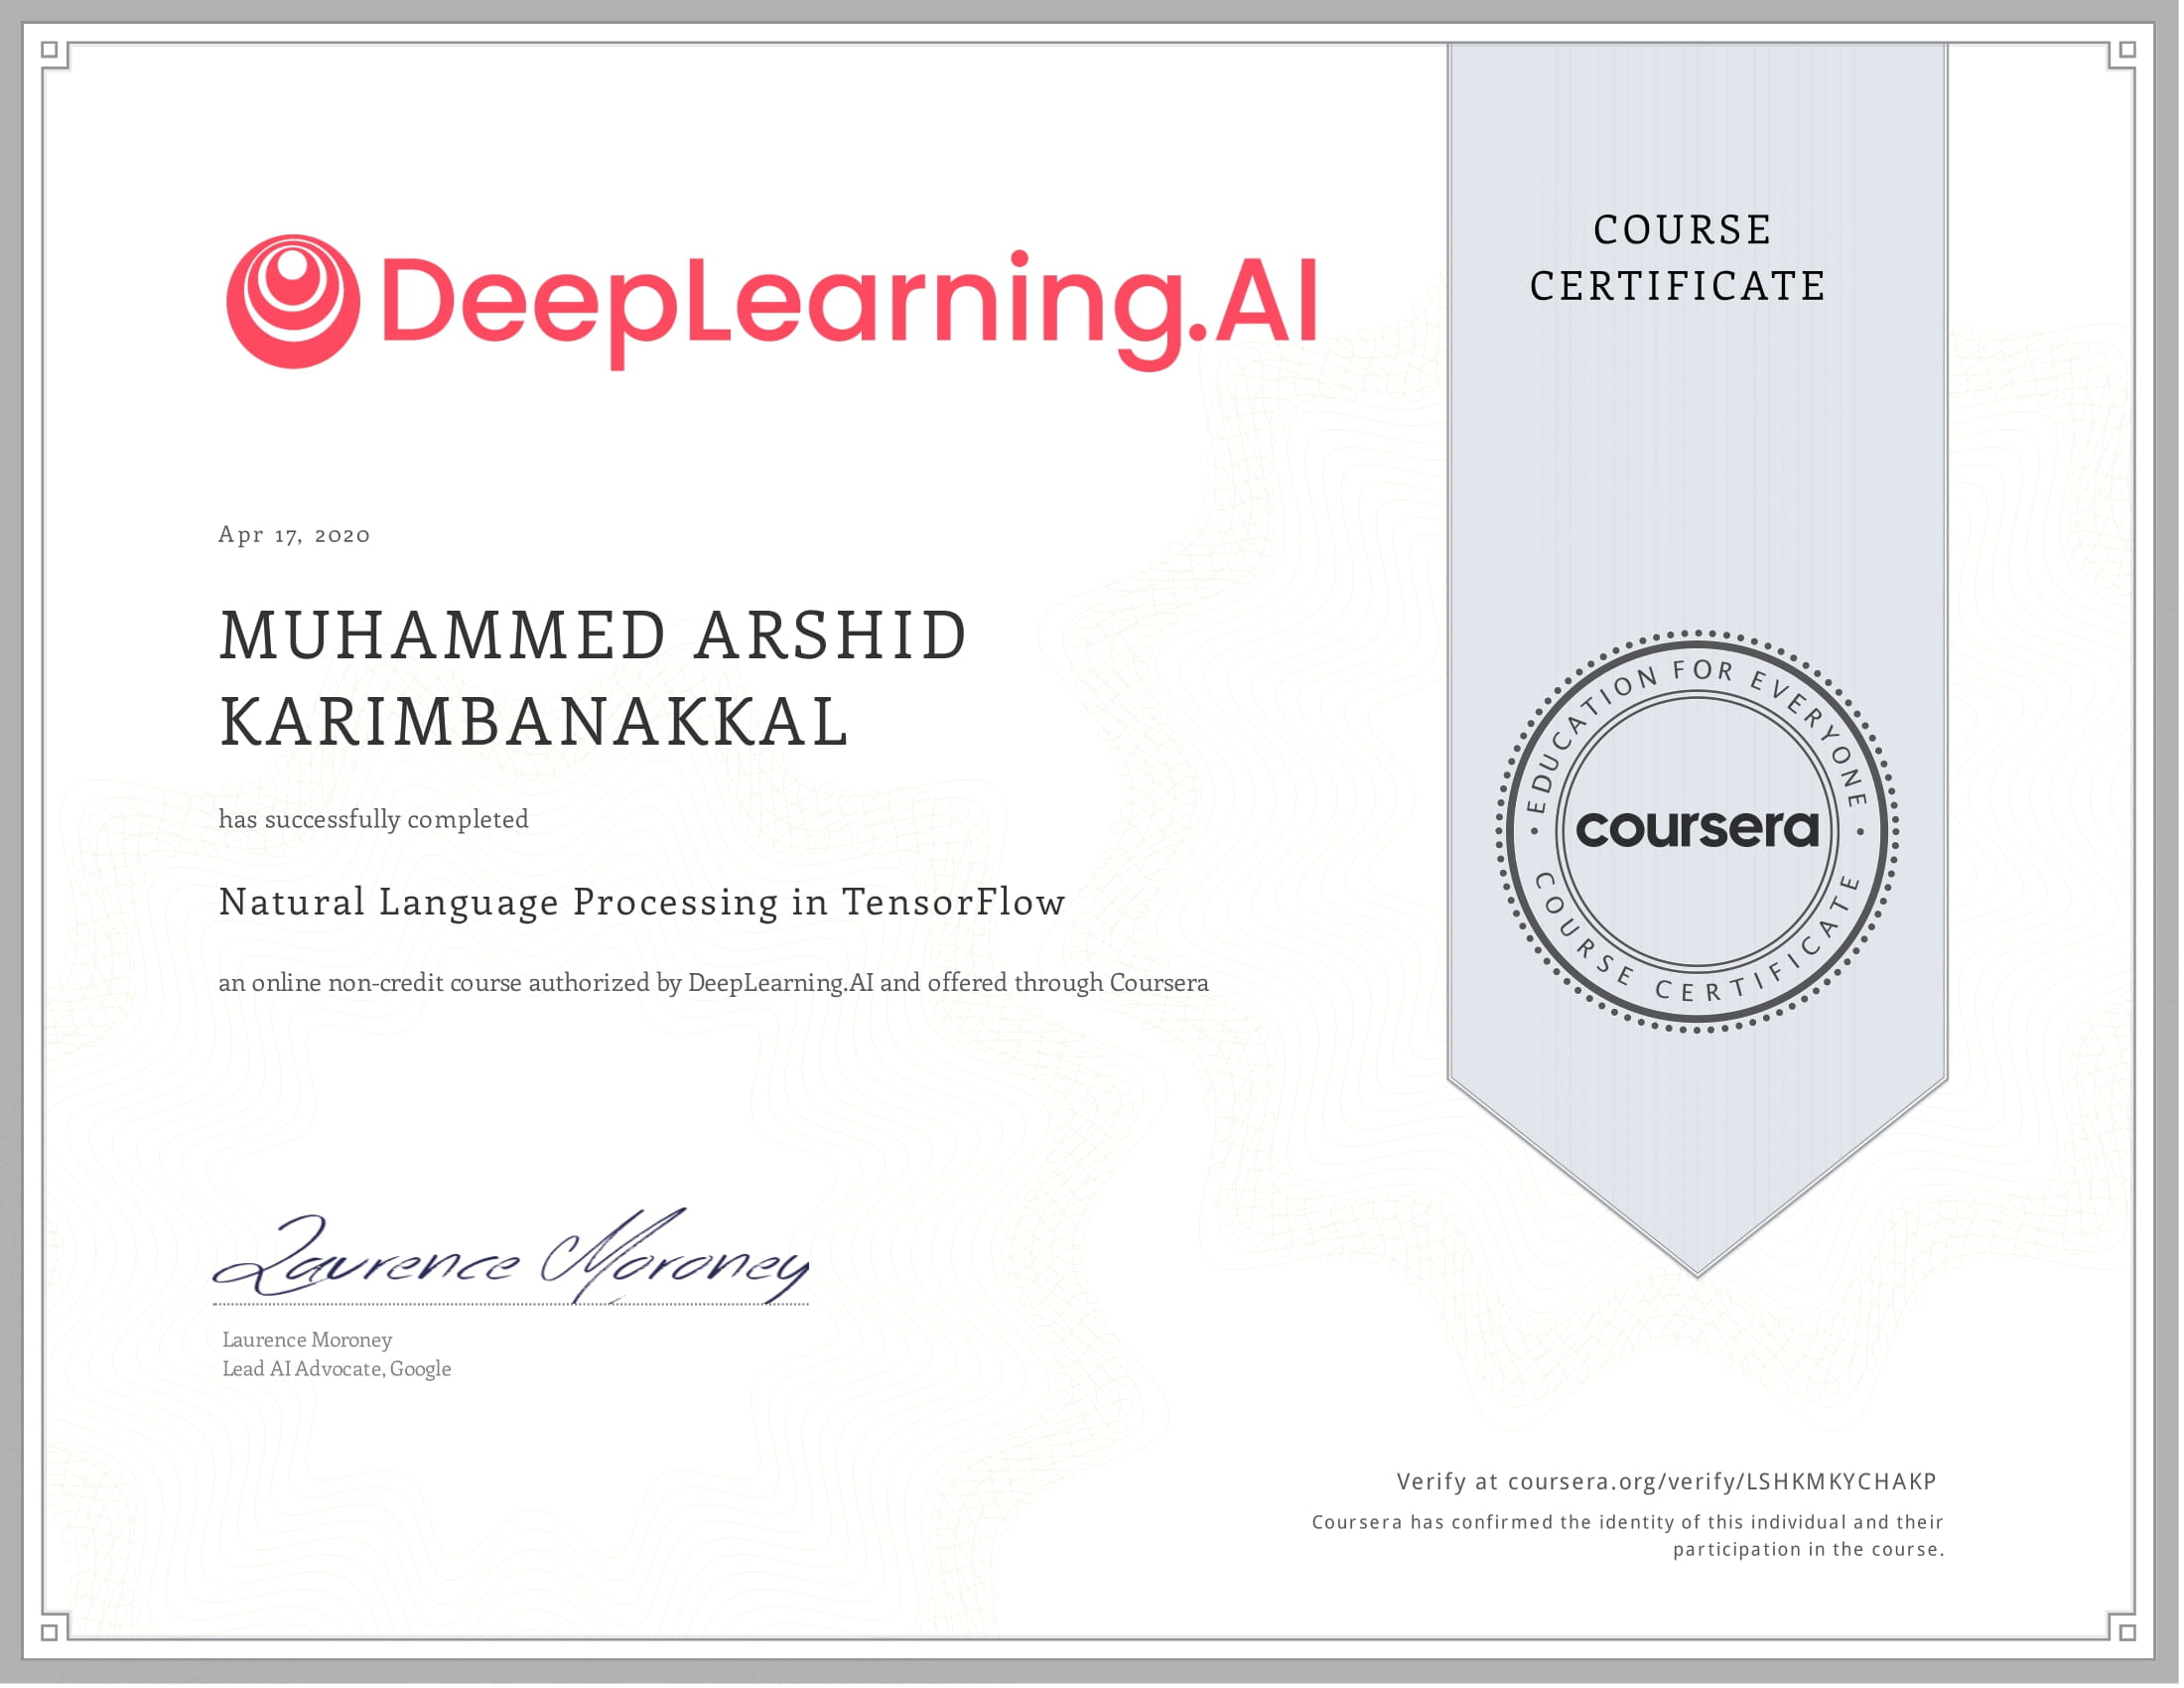 DeepLearning.AI
COURSE
CERTIFICATE
Apr 17, 2020
MUHAMMED ARSHID
KARIMBANAKKAL
has successfully completed
Natural Language Processing in TensorFlow
an online non-credit course authorized by DeepLearning.AI and offered through Coursera
EDUCATION FOR EVERYONE
coursera
COURSE CERTIFICATE
Laurence Moroney
Laurence Moroney
Lead AI Advocate, Google
Verify at coursera.org/verify/LSHKMKYCHAKP
Coursera has confirmed the identity of this individual and their
participation in the course.